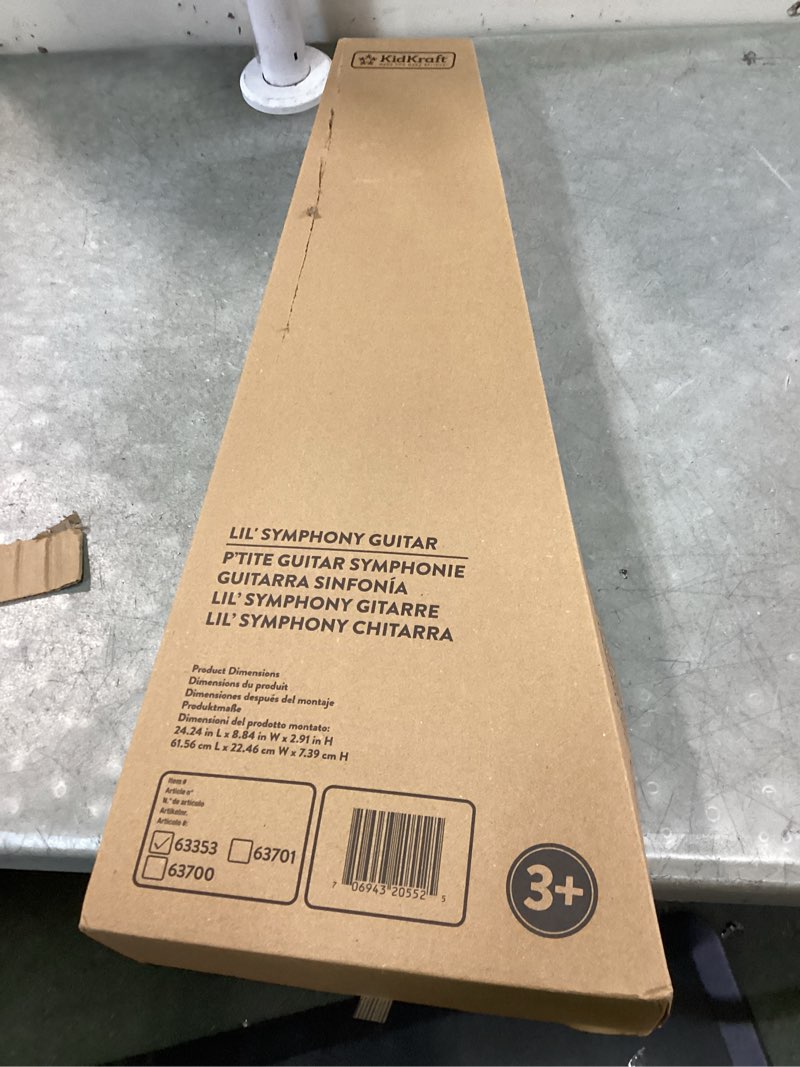 KidKraft
LIL' SYMPHONY GUITAR
P'TITE GUITAR SYMPHONIE
GUITARRA SINFONÍA
LIL' SYMPHONY GITARRE
LIL' SYMPHONY CHITARRA
Product Dimensions
Dimensions du produit
Dimensiones después del montaje
Produktmaße
Dimensioni del prodotto montato:
24.24 in L x 8.84 in W x 2.91 in H
61.56 cm L x 22.46 cm W x 7.39 cm H
Item #
Article n°
N.° de artículo
Artikelnr.
Articolo #:
63353 63701
63700
7 06943 20552 5
3+